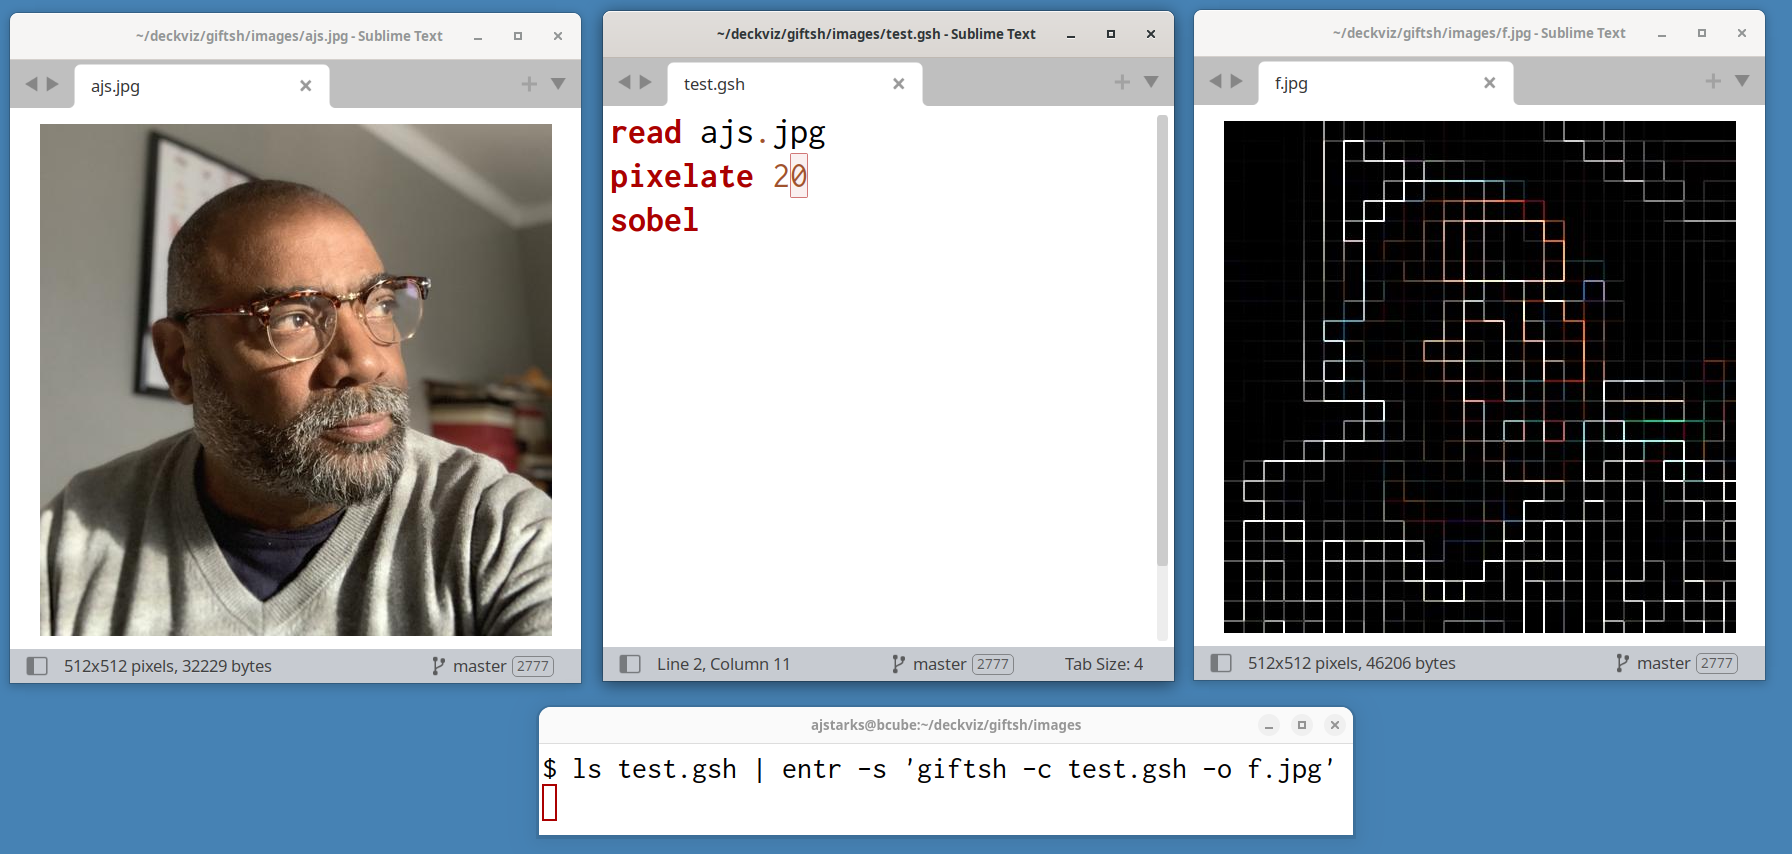 ~/deckviz/giftsh/images/ajs.jpg - Sublime Text
ajs.jpg
512x512 pixels, 32229 bytes
master 2777
~/deckviz/giftsh/images/test.gsh - Sublime Text
test.gsh
read ajs.jpg
pixelate 20
sobel
Line 2, Column 11
master 2777
Tab Size: 4
~/deckviz/giftsh/images/f.jpg - Sublime Text
f.jpg
512x512 pixels, 46206 bytes
master 2777
ajstarks@bcube:~/deckviz/giftsh/images
$ ls test.gsh | entr -s 'giftsh -c test.gsh -o f.jpg'